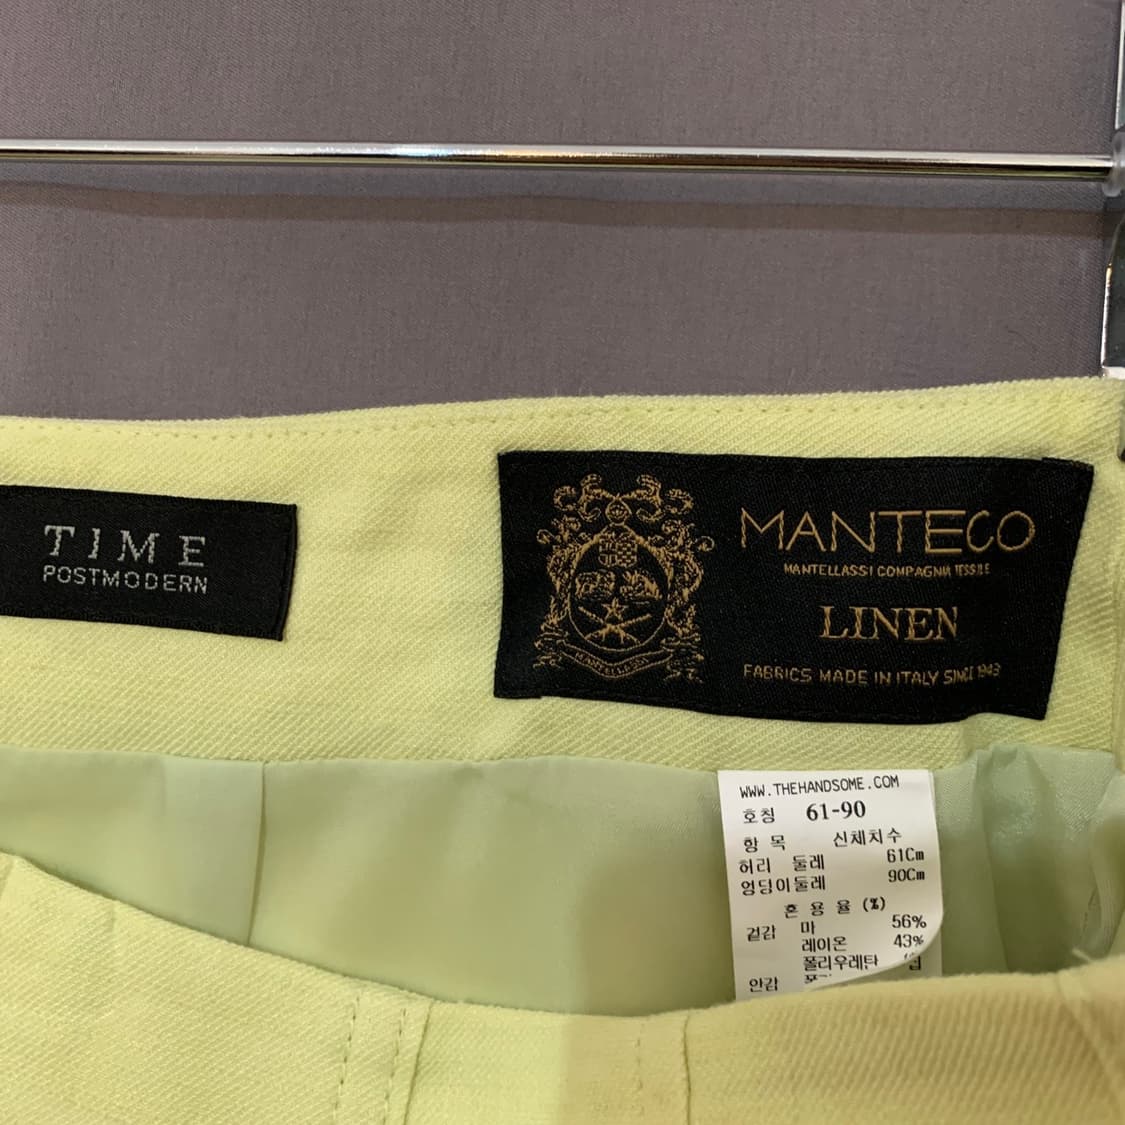 TIME
POSTMODERN
MANTECO
MANTELLASSI COMPAGNIA TESSILE
LINEN
FABRICS MADE IN ITALY SINCE 1943
MANTELLASSI
WWW.THEHANDSOME.COM
호칭 61-90
항 목 신체치수
허리 둘레 61Cm
엉덩이둘레 90Cm
혼 용 율 (%)
겉감 마 56%
레이온 43%
폴리우레탄
안감